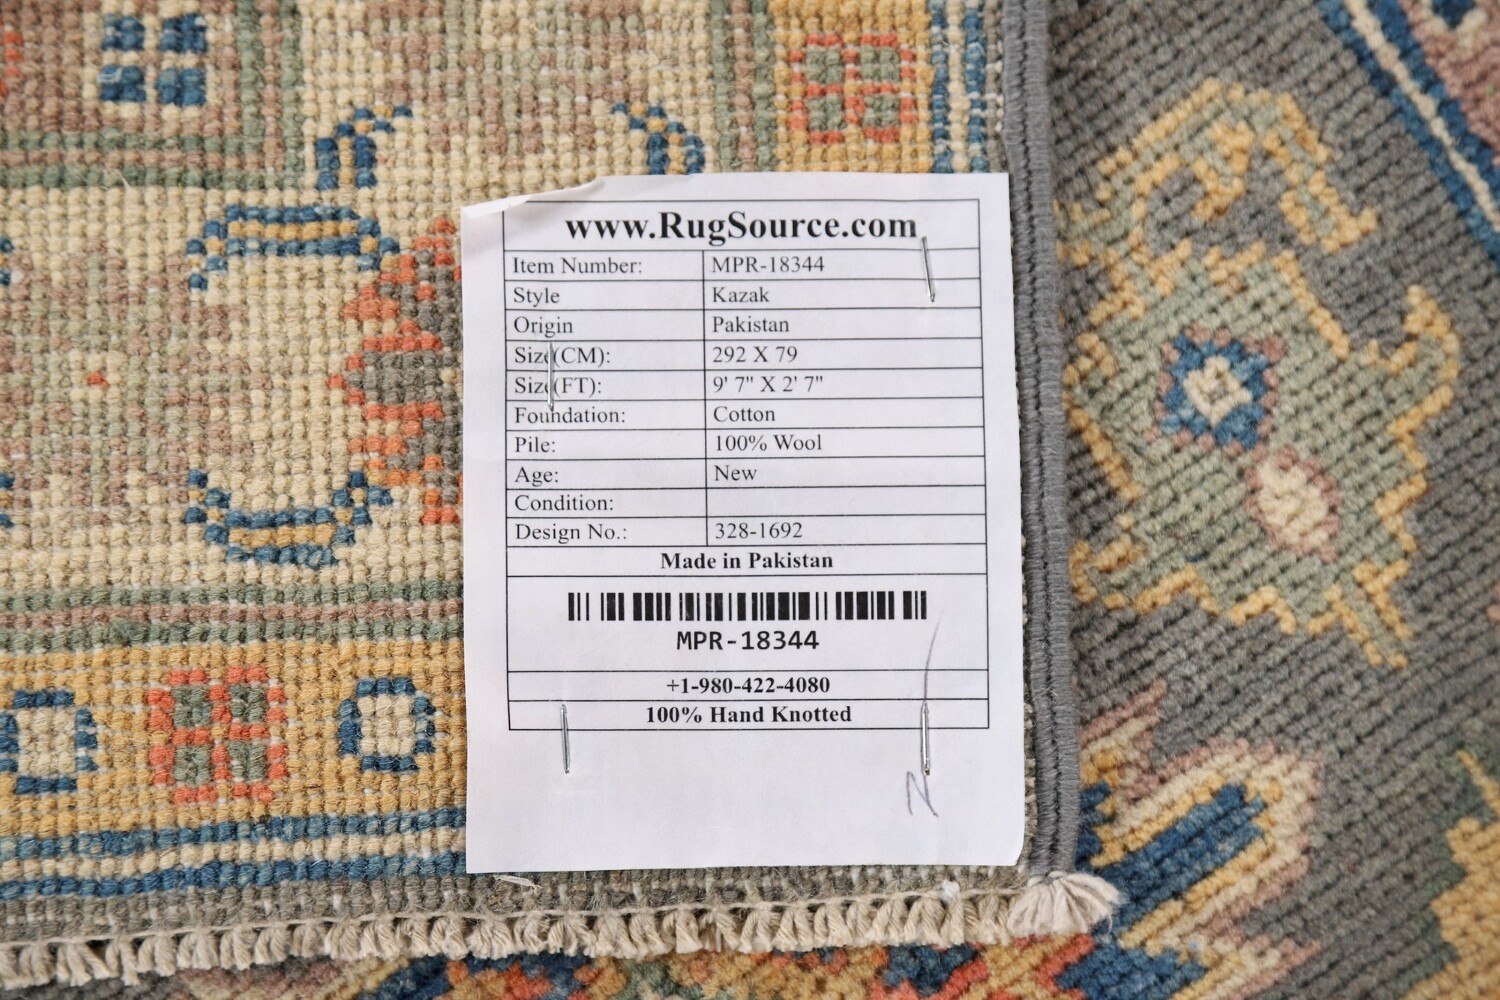 www.RugSource.com
Item Number: MPR-18344
Style Kazak
Origin Pakistan
Size(CM): 292 X 79
Size(FT): 9' 7" X 2' 7"
Foundation: Cotton
Pile: 100% Wool
Age: New
Condition:
Design No.: 328-1692
Made in Pakistan
MPR-18344
+1-980-422-4080
100% Hand Knotted